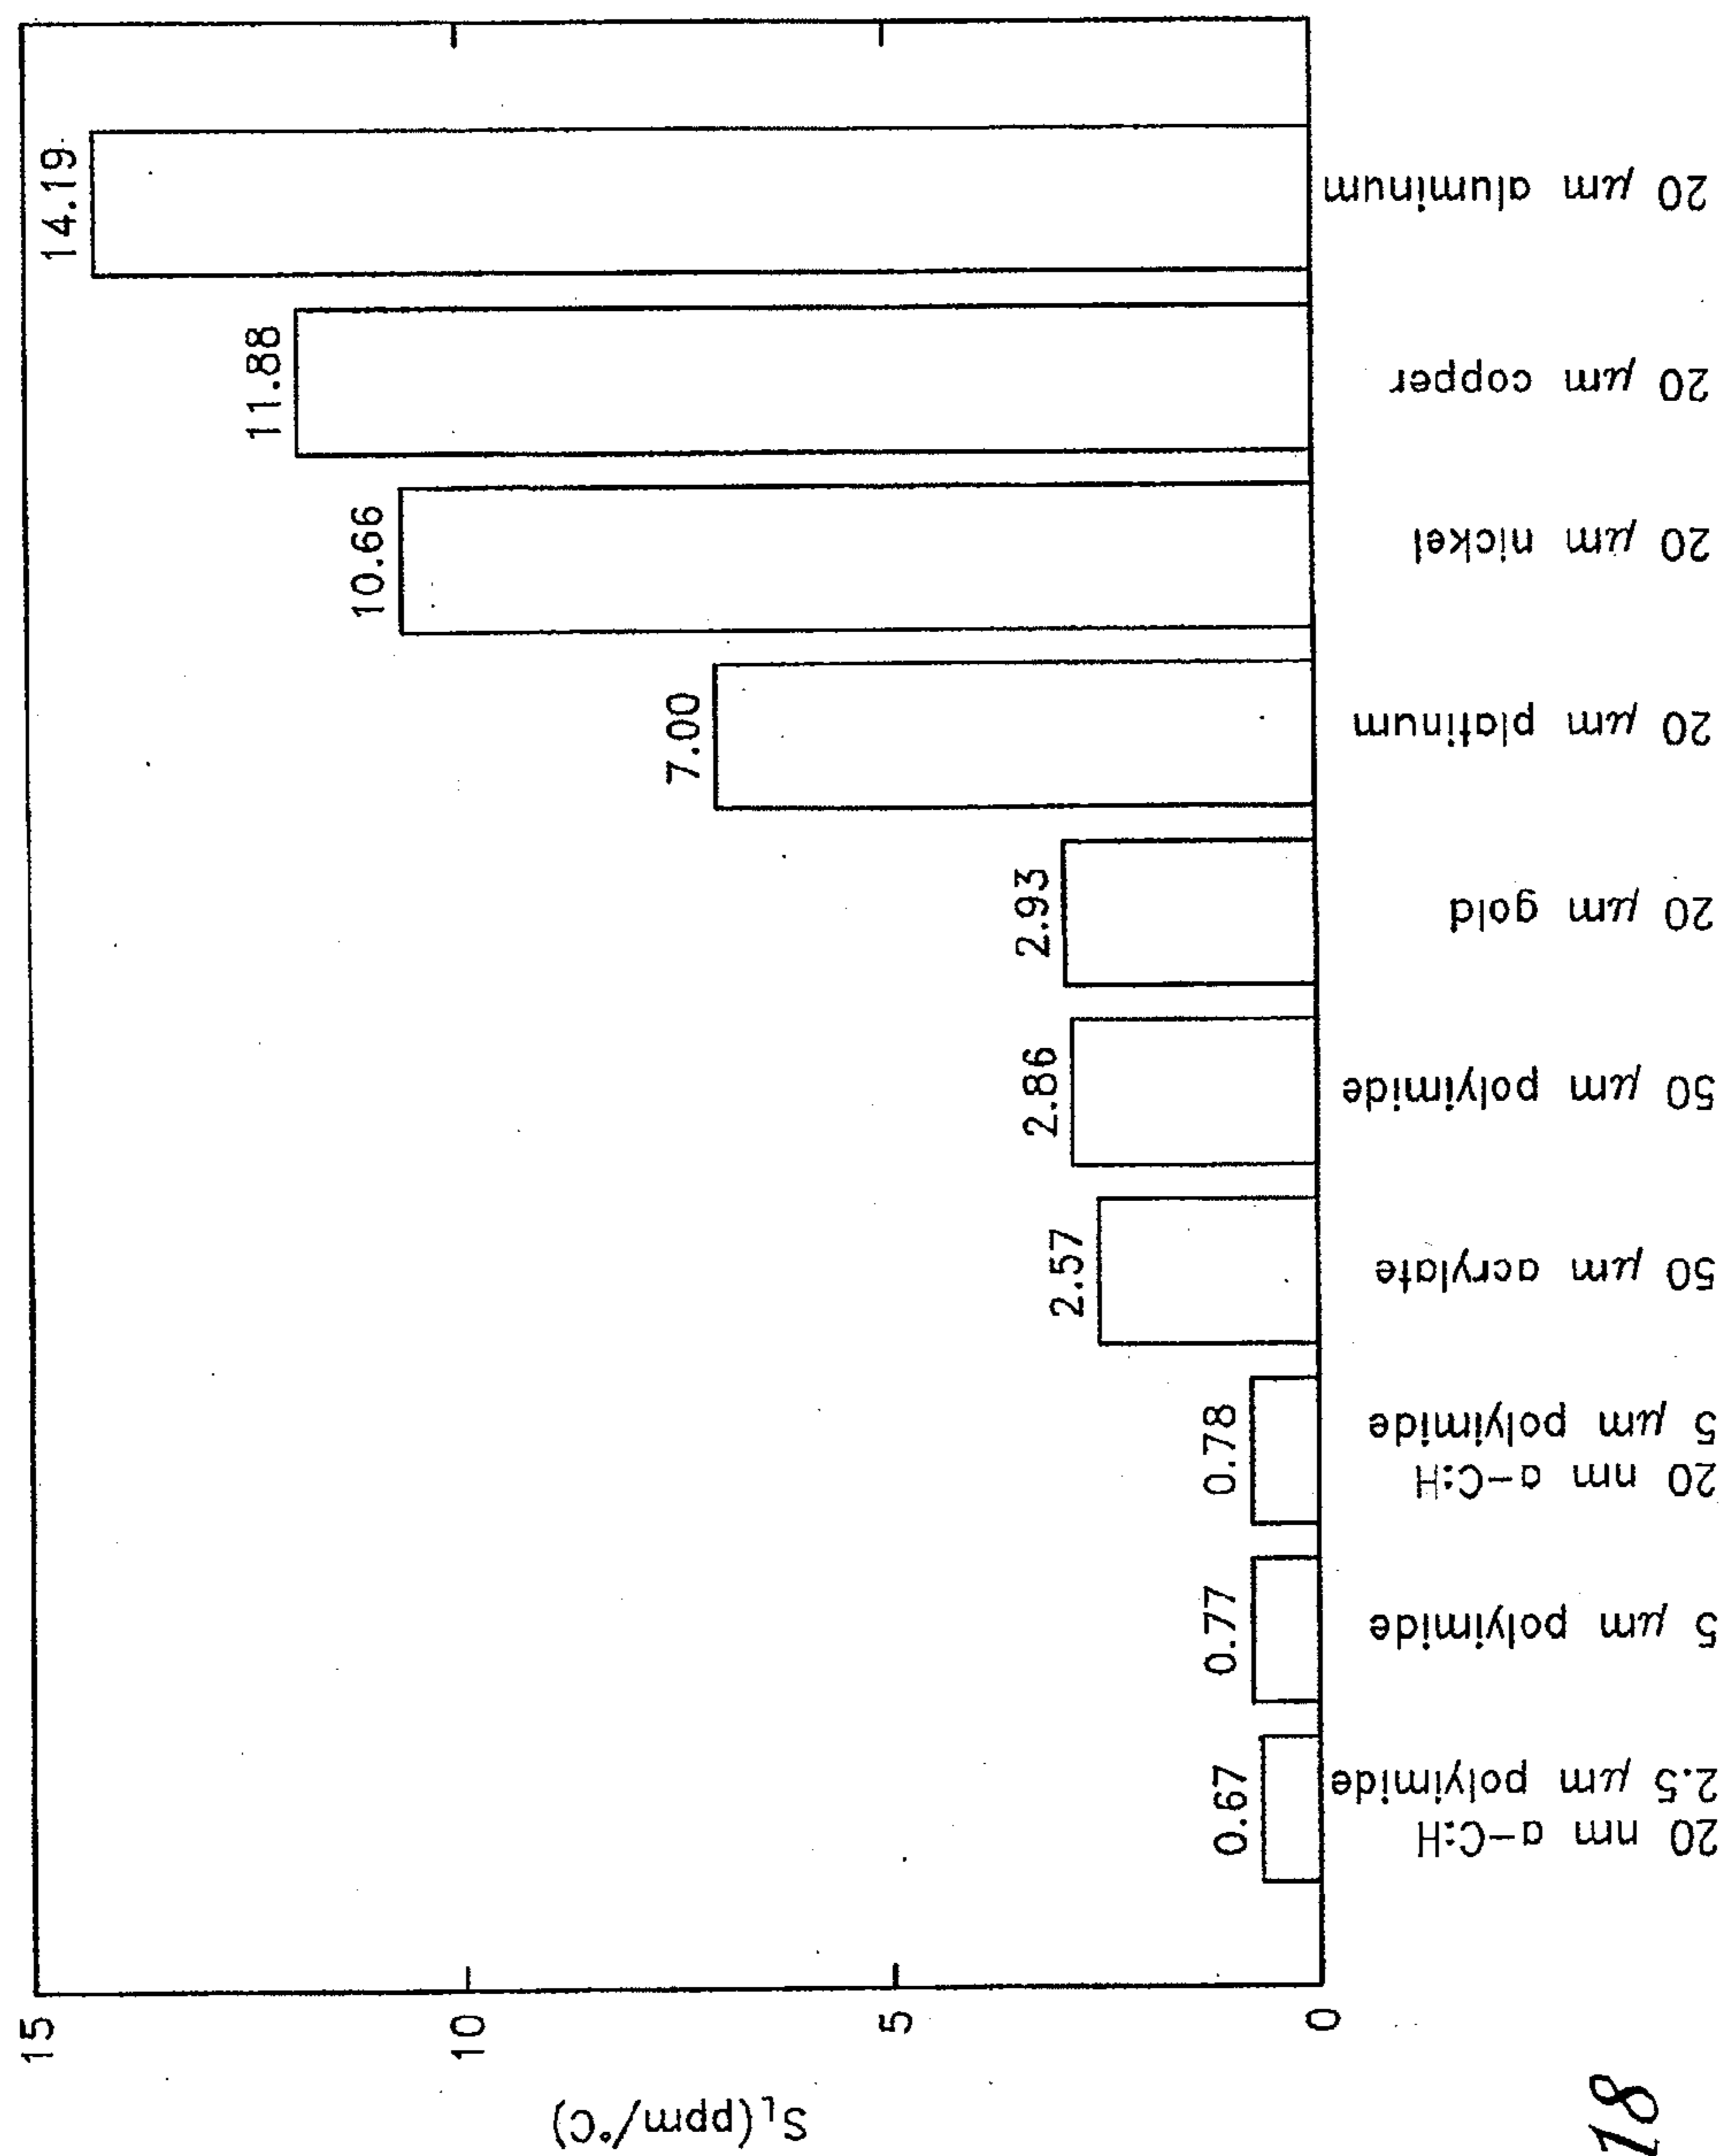 15
10
5
0
S_L(ppm/°C)
0.67
0.77
0.78
2.57
2.86
2.93
7.00
10.66
11.88
14.19
20 nm a-C:H
2.5 μm polyimide
5 μm polyimide
20 nm a-C:H
5 μm polyimide
50 μm acrylate
50 μm polyimide
20 μm gold
20 μm platinum
20 μm nickel
20 μm copper
20 μm aluminum
18